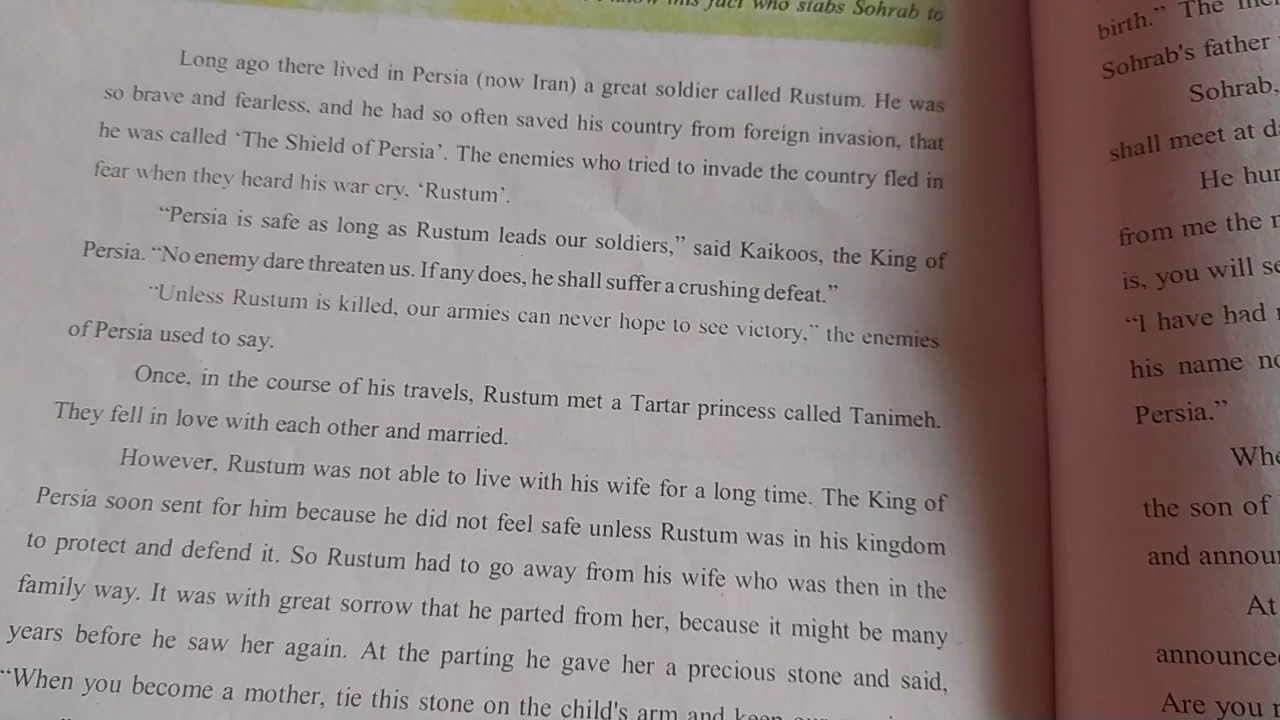 this fact who stabs Sohrab to
Long ago there lived in Persia (now Iran) a great soldier called Rustum. He was
so brave and fearless, and he had so often saved his country from foreign invasion, that
he was called ‘The Shield of Persia’. The enemies who tried to invade the country fled in
fear when they heard his war cry. ‘Rustum’.
“Persia is safe as long as Rustum leads our soldiers,” said Kaikoos, the King of
Persia. “No enemy dare threaten us. If any does, he shall suffer a crushing defeat.”
“Unless Rustum is killed, our armies can never hope to see victory,” the enemies
of Persia used to say.
Once, in the course of his travels, Rustum met a Tartar princess called Tanimeh.
They fell in love with each other and married.
However, Rustum was not able to live with his wife for a long time. The King of
Persia soon sent for him because he did not feel safe unless Rustum was in his kingdom
to protect and defend it. So Rustum had to go away from his wife who was then in the
family way. It was with great sorrow that he parted from her, because it might be many
years before he saw her again. At the parting he gave her a precious stone and said,
“When you become a mother, tie this stone on the child's arm and keep
birth.” The
Sohrab's father
Sohrab,
shall meet at
He
from me the
is, you will
“I have had
his name
Persia.”
the son of
and
At
Are you